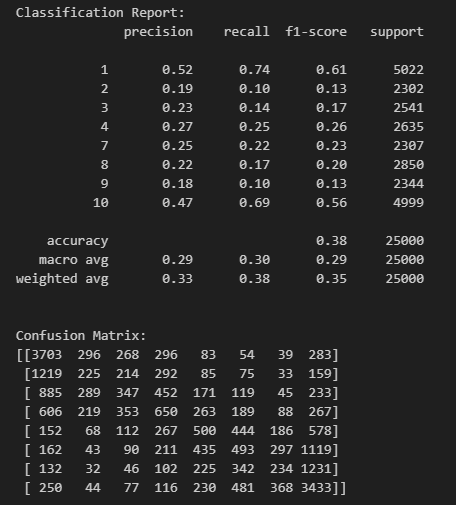 Classification Report:
precision recall f1-score support
1 0.52 0.74 0.61 5022
2 0.19 0.10 0.13 2302
3 0.23 0.14 0.17 2541
4 0.27 0.25 0.26 2635
7 0.25 0.22 0.23 2307
8 0.22 0.17 0.20 2850
9 0.18 0.10 0.13 2344
10 0.47 0.69 0.56 4999
accuracy 0.38 25000
macro avg 0.29 0.30 0.29 25000
weighted avg 0.33 0.38 0.35 25000
Confusion Matrix:
[[3703 296 268 296 83 54 39 283]
[1219 225 214 292 85 75 33 159]
[ 885 289 347 452 171 119 45 233]
[ 606 219 353 650 263 189 88 267]
[ 152 68 112 267 500 444 186 578]
[ 162 43 90 211 435 493 297 1119]
[ 132 32 46 102 225 342 234 1231]
[ 250 44 77 116 230 481 368 3433]]